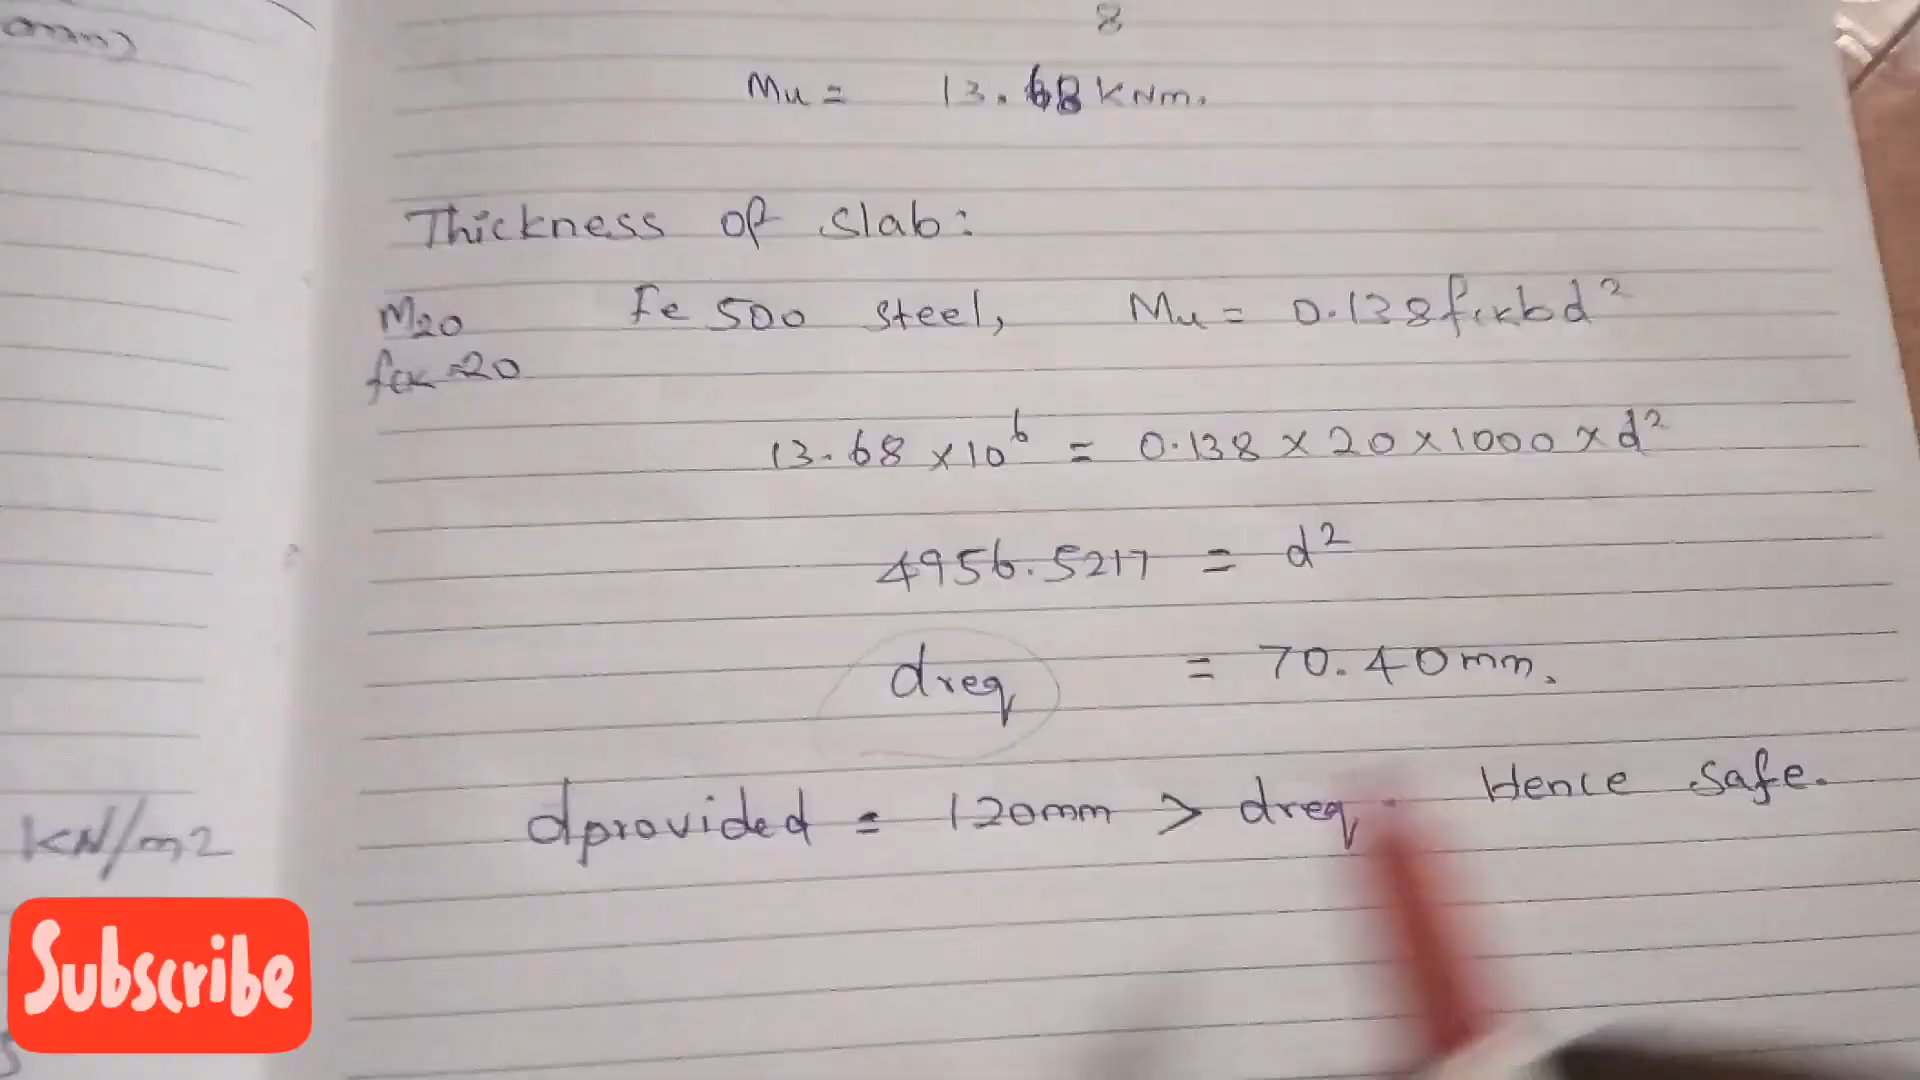 mm2
8
Mu = 13.68 KNm.
Thickness of slab:
M20 Fe 500 steel, Mu = 0.138fckbd²
fck =20
13.68 x 10⁶ = 0.138 x 20 x 1000 x d²
4956.5217 = d²
dreq = 70.40mm.
dprovided = 120mm > dreq. Hence safe.
KN/m2
Subscribe